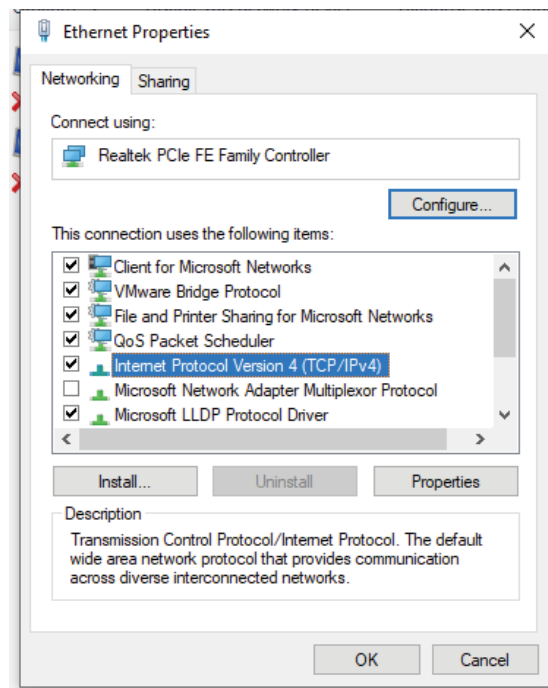 Ethernet Properties
Networking
Sharing
Connect using:
Realtek PCIe FE Family Controller
Configure...
This connection uses the following items:
Client for Microsoft Networks
VMware Bridge Protocol
File and Printer Sharing for Microsoft Networks
QoS Packet Scheduler
Internet Protocol Version 4 (TCP/IPv4)
Microsoft Network Adapter Multiplexor Protocol
Microsoft LLDP Protocol Driver
Install...
Uninstall
Properties
Description
Transmission Control Protocol/Internet Protocol. The default
wide area network protocol that provides communication
across diverse interconnected networks.
OK
Cancel